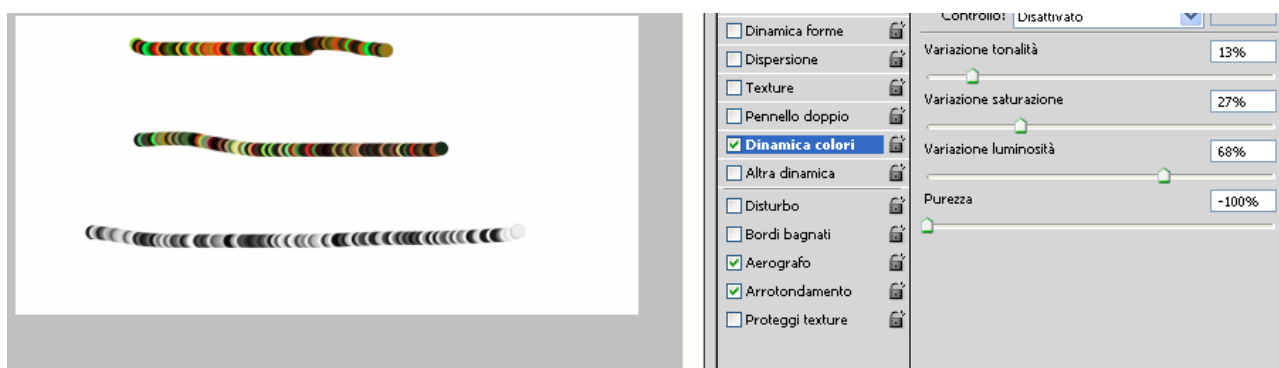 Dinamica forme
Dispersione
Texture
Pennello doppio
Dinamica colori
Altra dinamica
Disturbo
Bordi bagnati
Aerografo
Arrotondamento
Proteggi texture
Controllo: Disattivato
Variazione tonalità 13%
Variazione saturazione 27%
Variazione luminosità 68%
Purezza -100%